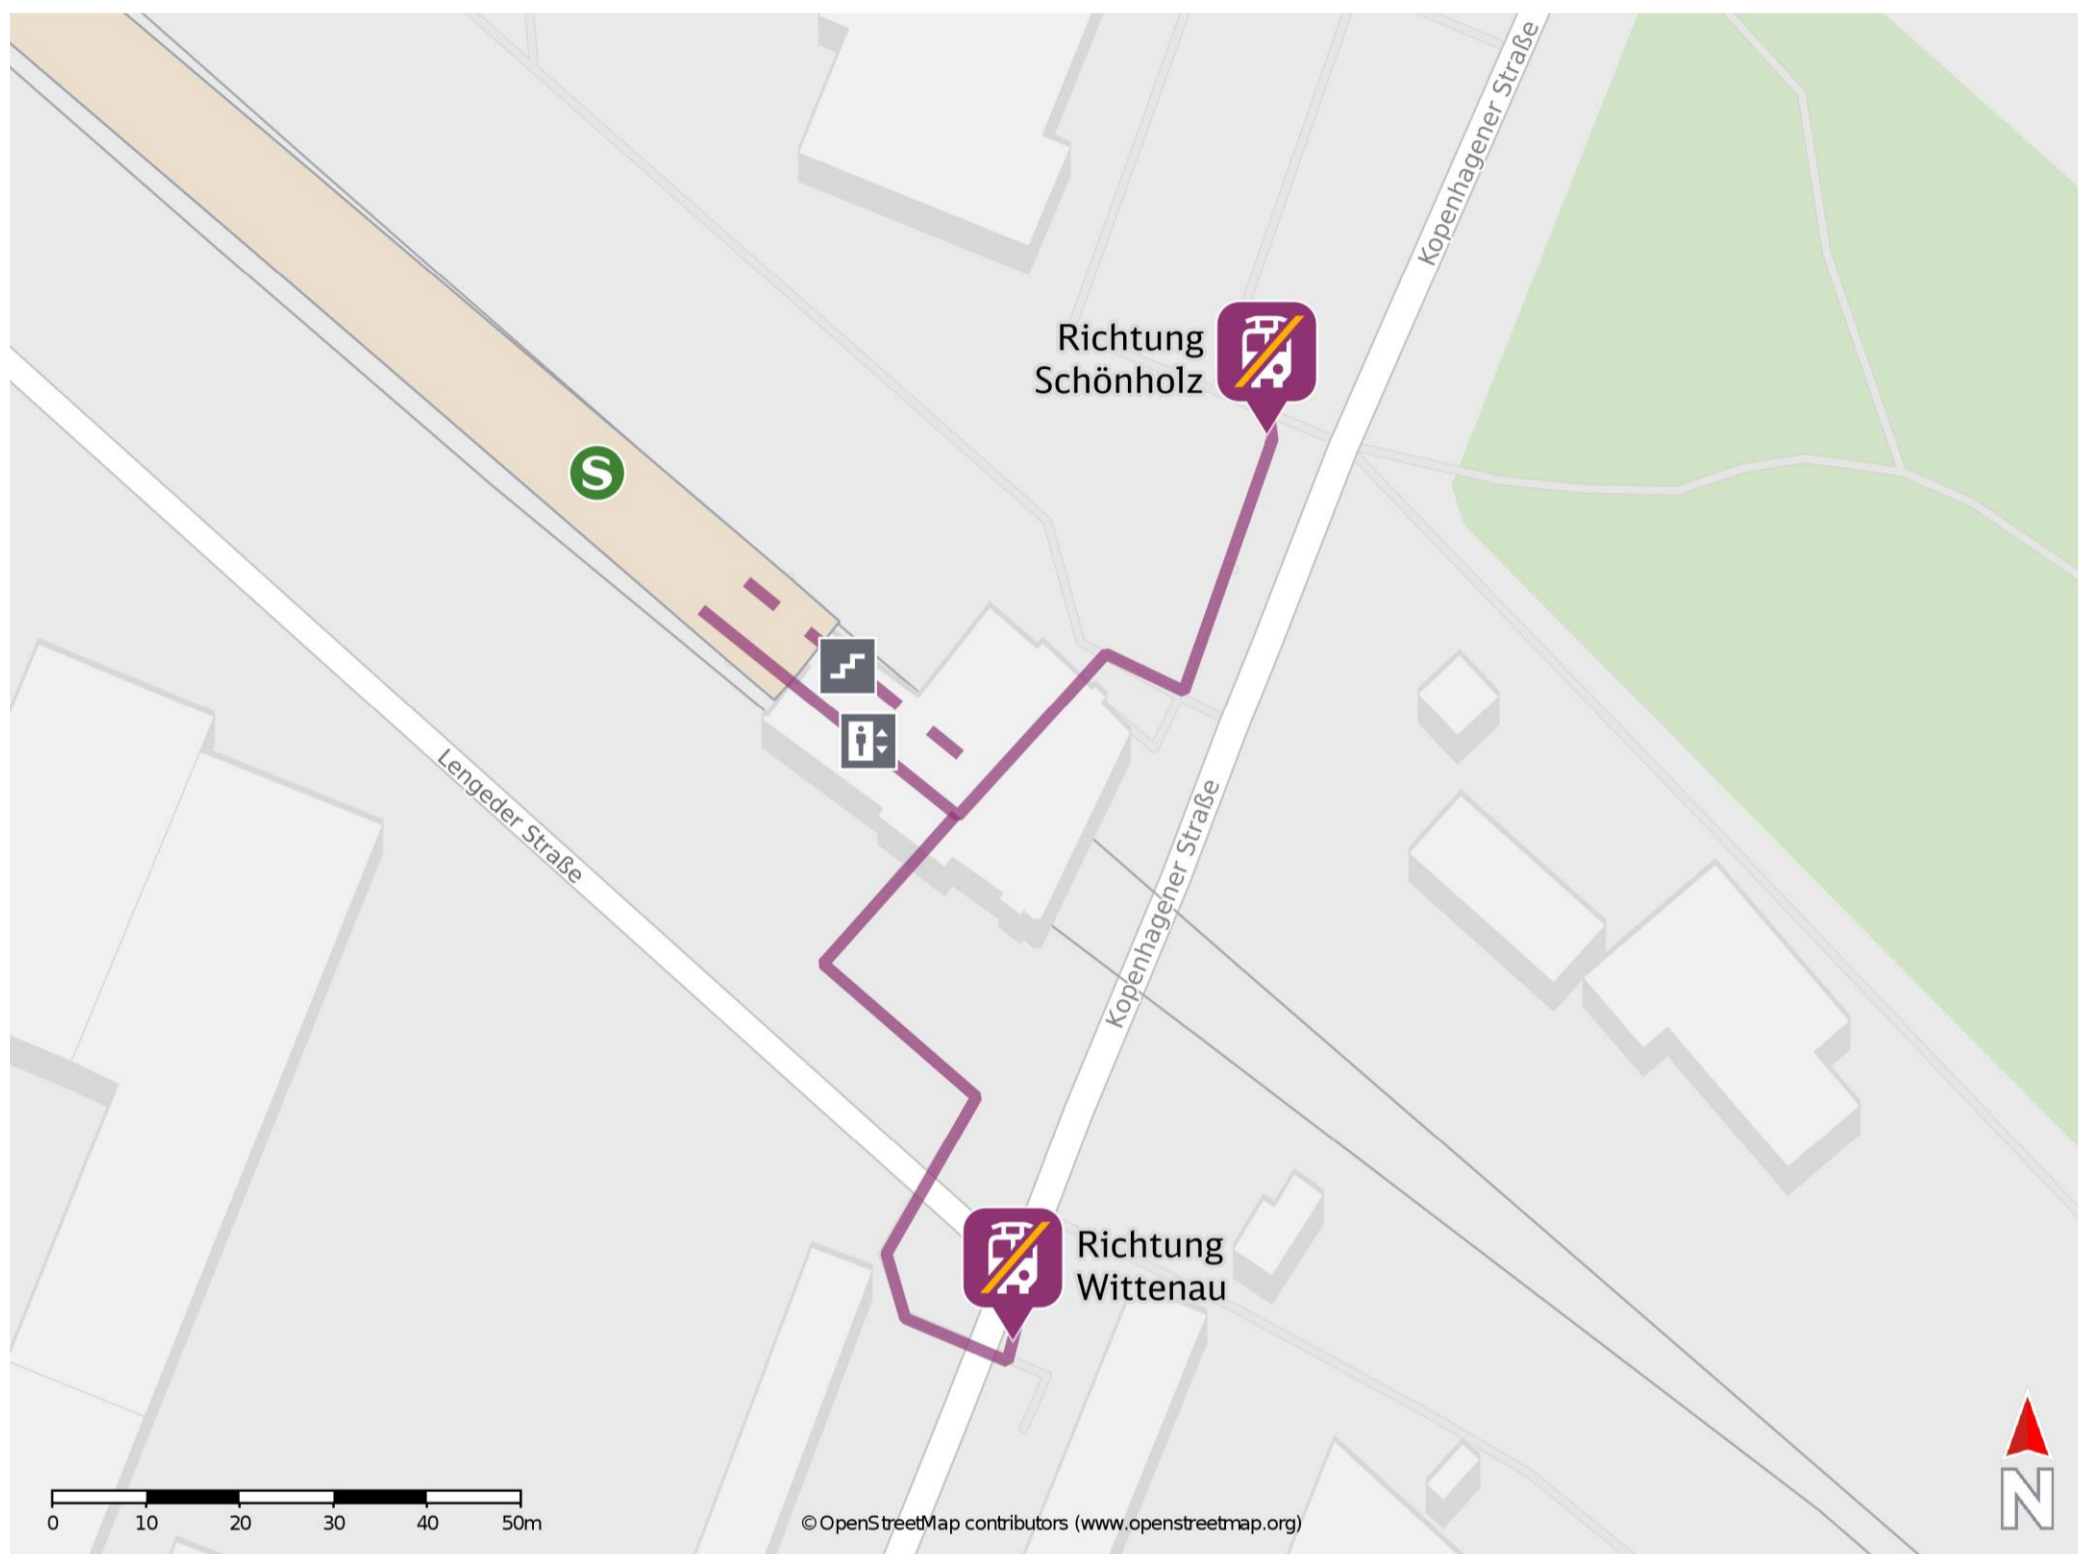 Kopenhagener Straße
Richtung
Schönholz
S
Lengeder Straße
Kopenhagener Straße
Richtung
Wittenau
0 10 20 30 40 50m
© OpenStreetMap contributors (www.openstreetmap.org)
N